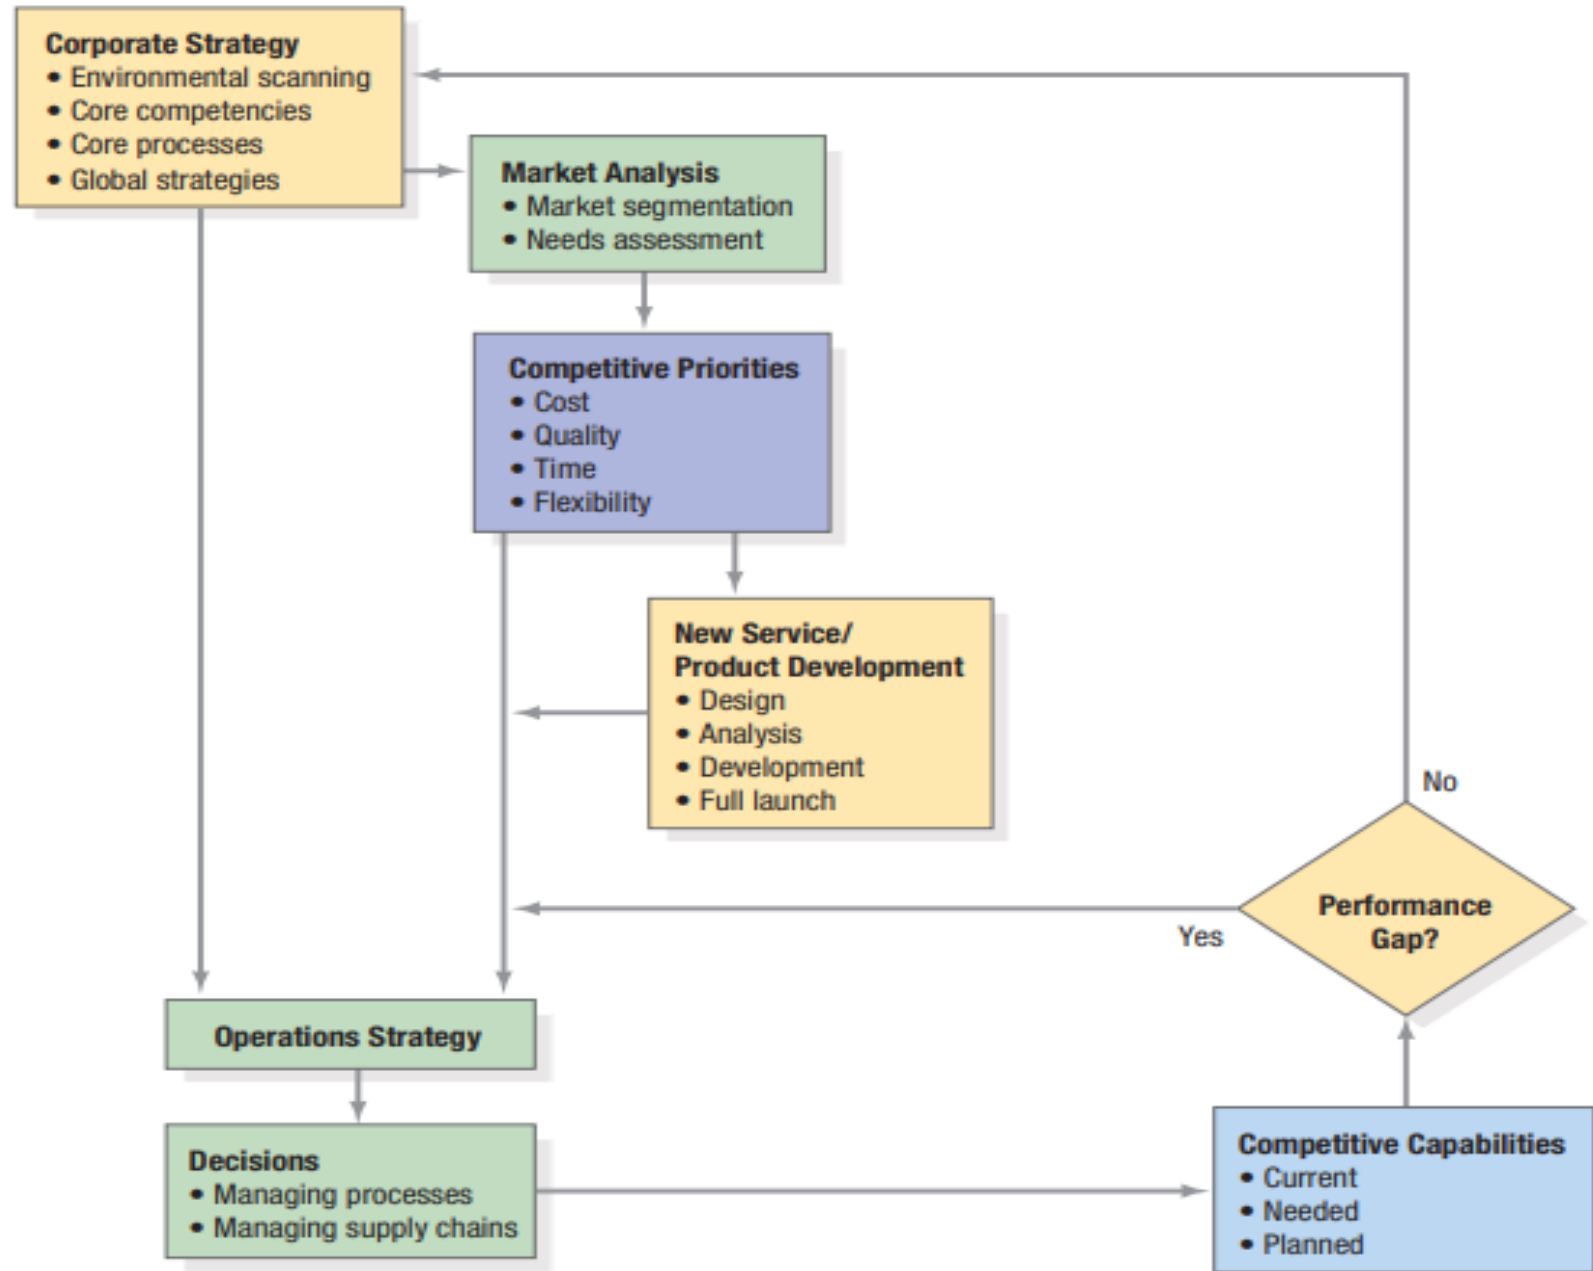 Corporate Strategy
• Environmental scanning
• Core competencies
• Core processes
• Global strategies
Market Analysis
• Market segmentation
• Needs assessment
Competitive Priorities
• Cost
• Quality
• Time
• Flexibility
New Service/
Product Development
• Design
• Analysis
• Development
• Full launch
No
Performance
Gap?
Yes
Operations Strategy
Decisions
• Managing processes
• Managing supply chains
Competitive Capabilities
• Current
• Needed
• Planned